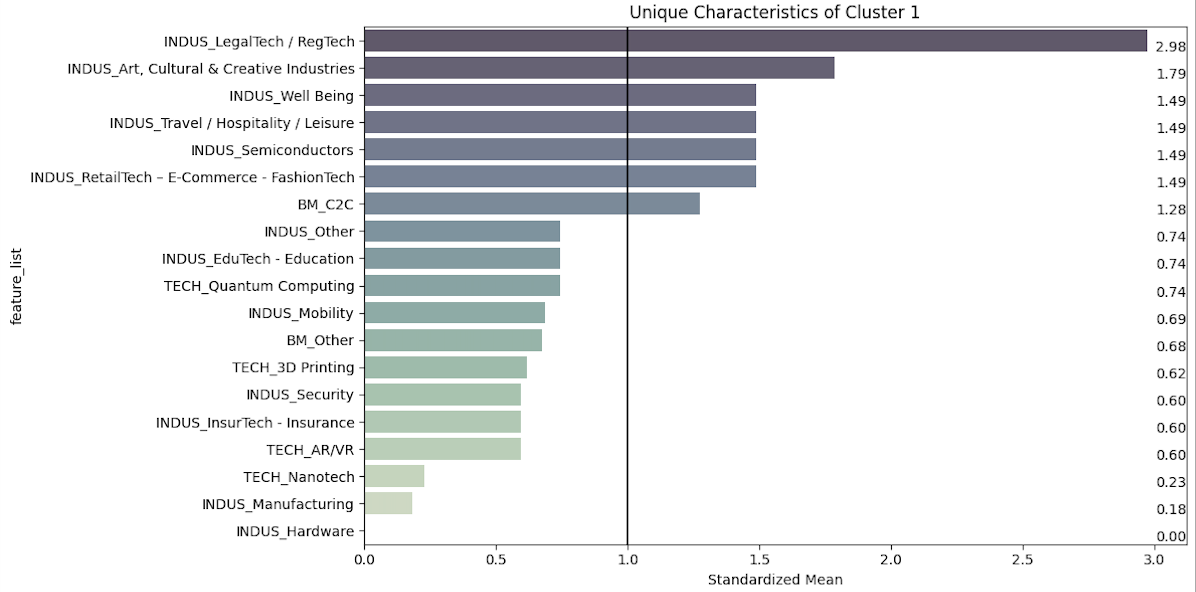 Unique Characteristics of Cluster 1
INDUS_LegalTech / RegTech 2.98
INDUS_Art, Cultural & Creative Industries 1.79
INDUS_Well Being 1.49
INDUS_Travel / Hospitality / Leisure 1.49
INDUS_Semiconductors 1.49
INDUS_RetailTech – E-Commerce - FashionTech 1.49
BM_C2C 1.28
INDUS_Other 0.74
INDUS_EduTech - Education 0.74
TECH_Quantum Computing 0.74
INDUS_Mobility 0.69
BM_Other 0.68
TECH_3D Printing 0.62
INDUS_Security 0.60
INDUS_InsurTech - Insurance 0.60
TECH_AR/VR 0.60
TECH_Nanotech 0.23
INDUS_Manufacturing 0.18
INDUS_Hardware 0.00
feature_list
0.0 0.5 1.0 1.5 2.0 2.5 3.0
Standardized Mean